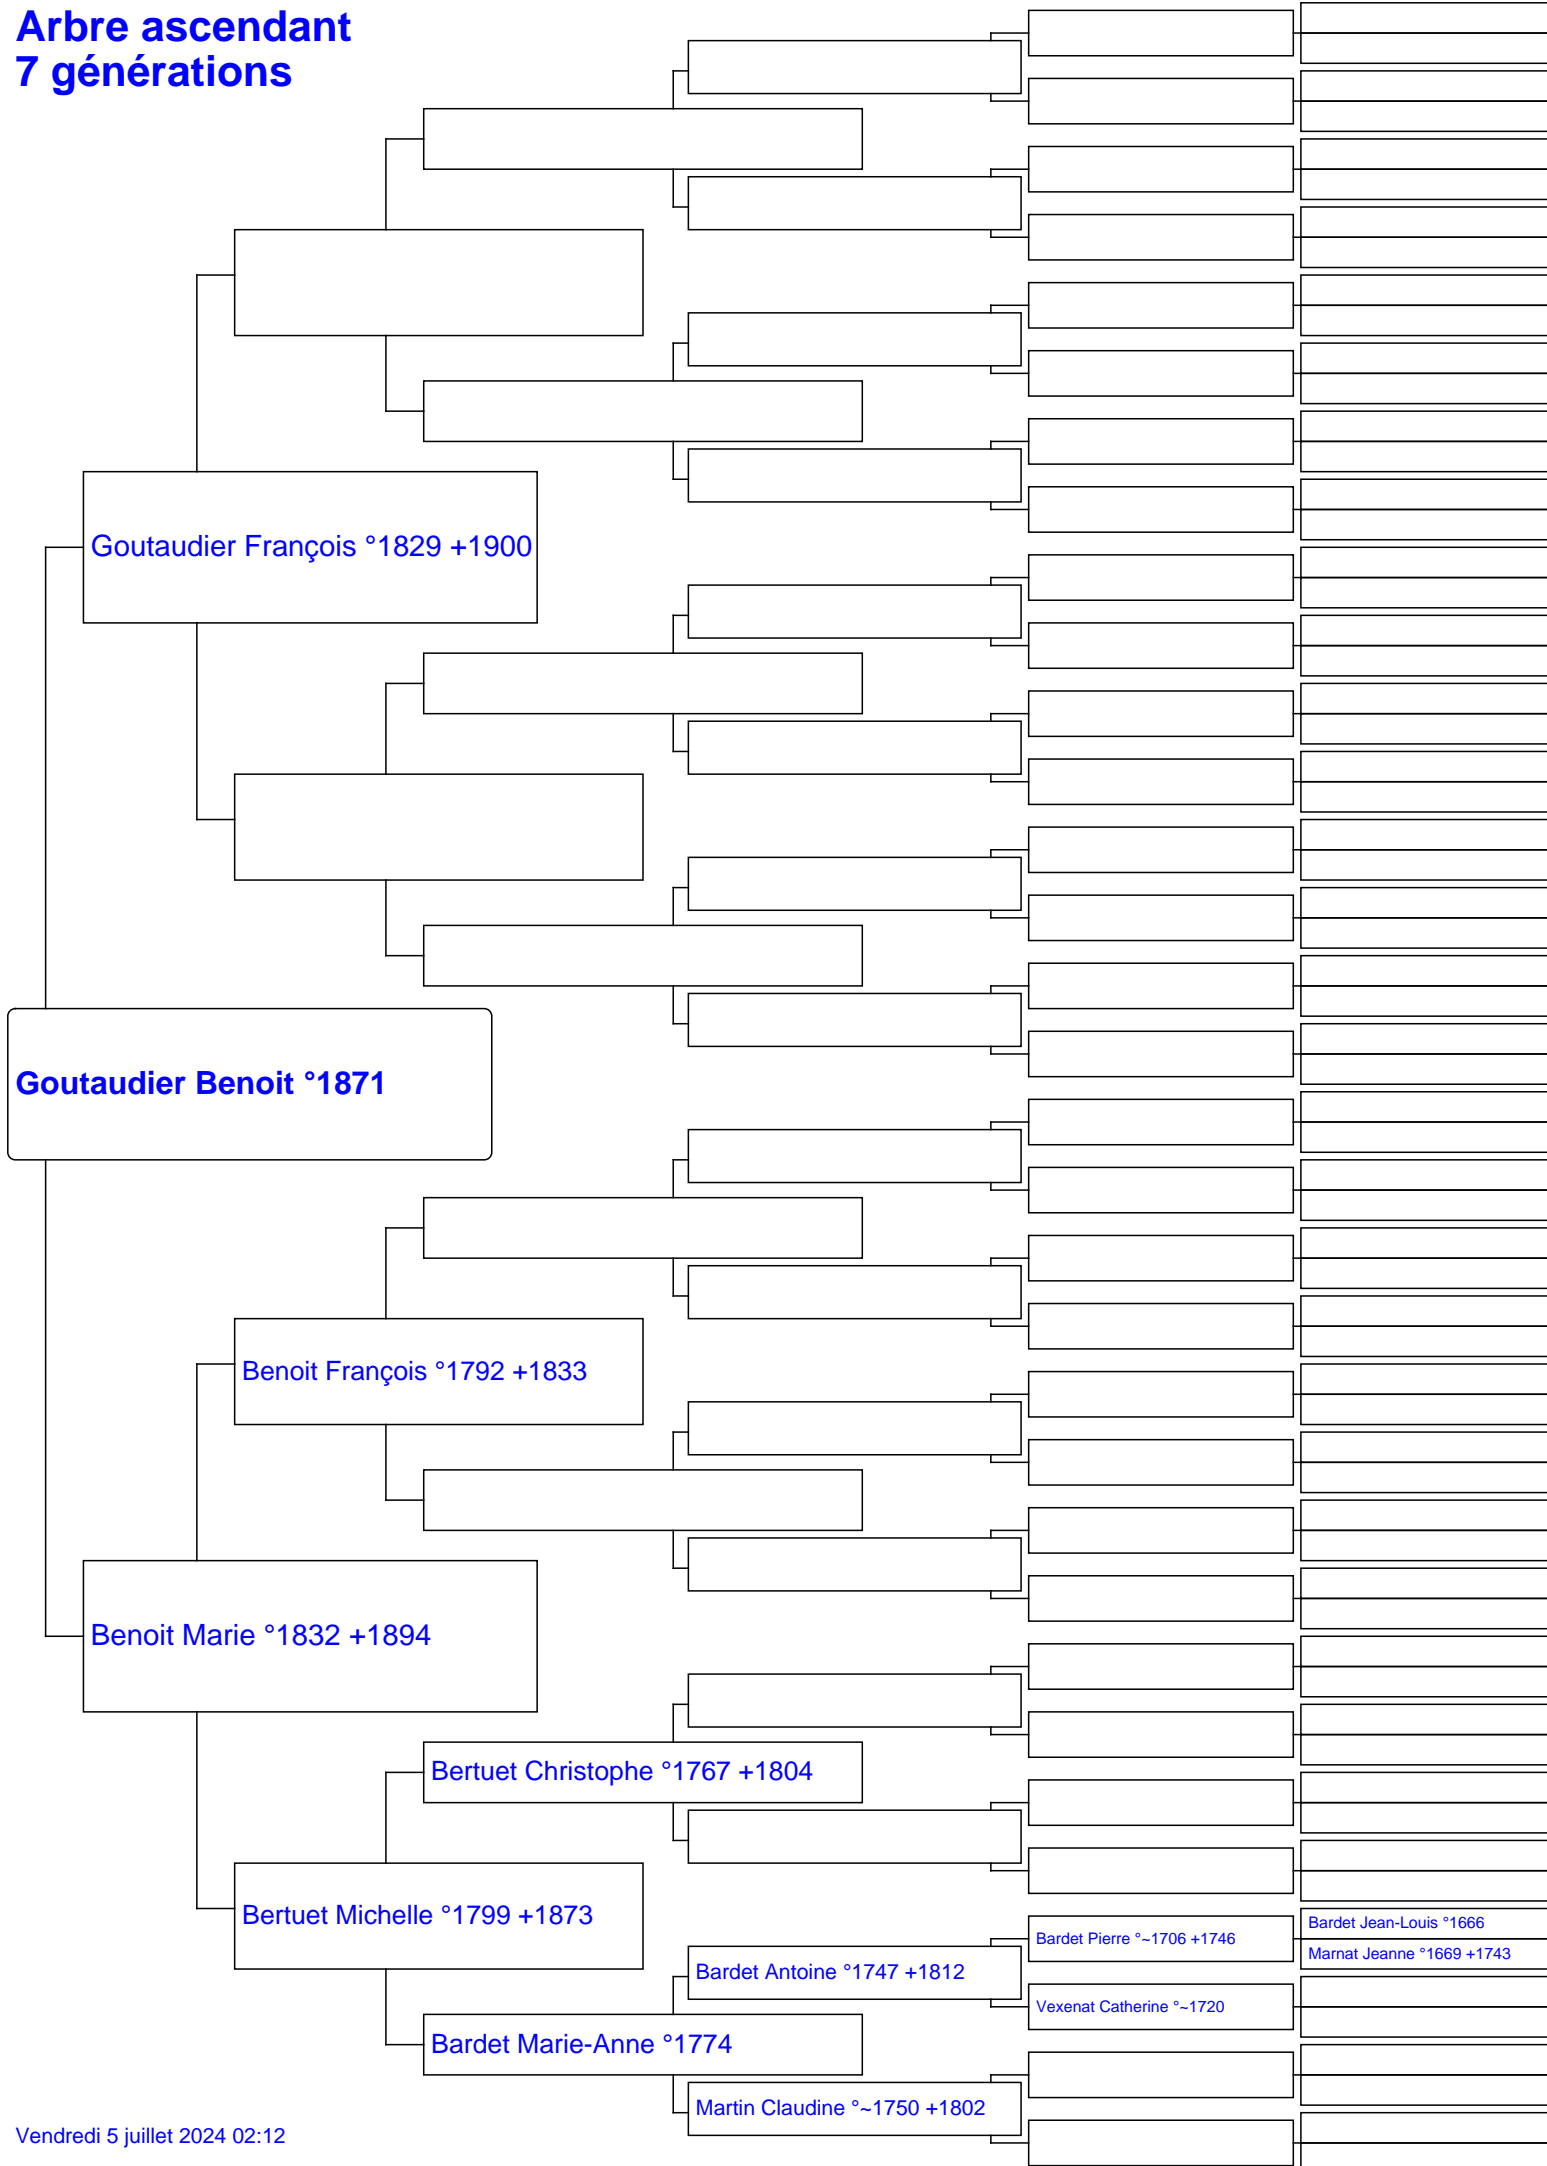 Arbre ascendant
7 générations
Goutaudier François °1829 +1900
Goutaudier Benoit °1871
Benoit François °1792 +1833
Benoit Marie °1832 +1894
Bertuet Christophe °1767 +1804
Bertuet Michelle °1799 +1873
Bardet Jean-Louis °1666
Bardet Pierre °~1706 +1746
Marnat Jeanne °1669 +1743
Bardet Antoine °1747 +1812
Vexenat Catherine °~1720
Bardet Marie-Anne °1774
Martin Claudine °~1750 +1802
Vendredi 5 juillet 2024 02:12